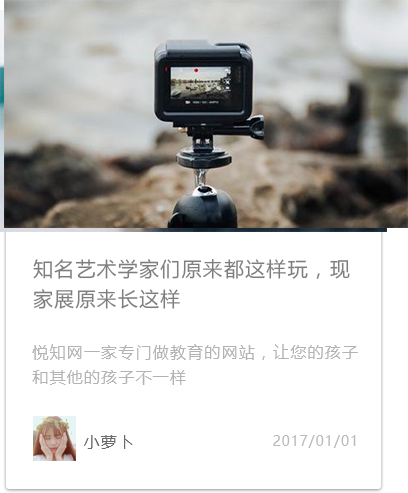 知名艺术学家们原来都这样玩，现
家展原来长这样
悦知网一家专门做教育的网站，让您的孩子
和其他的孩子不一样
小萝卜
2017/01/01